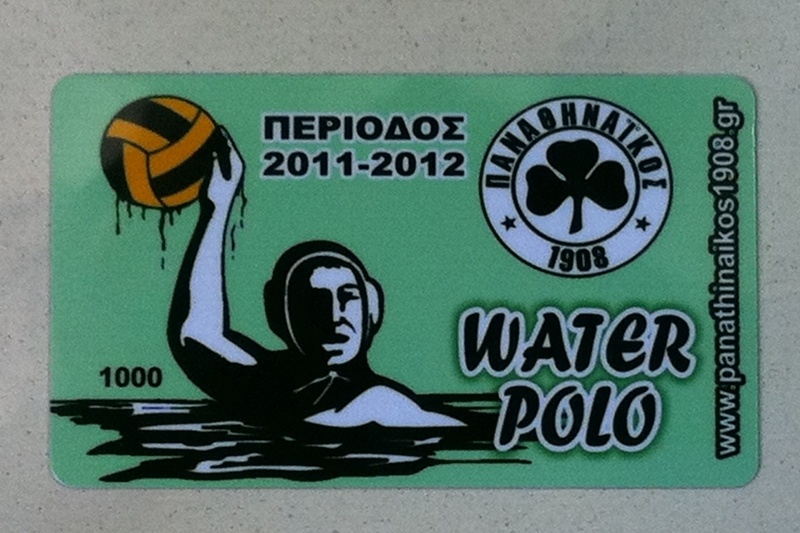 ΠΕΡΙΟΔΟΣ
2011-2012
ΠΑΝΑΘΗΝΑΪΚΟΣ
1908
1000
WATER
POLO
www.panathinaikos1908.gr